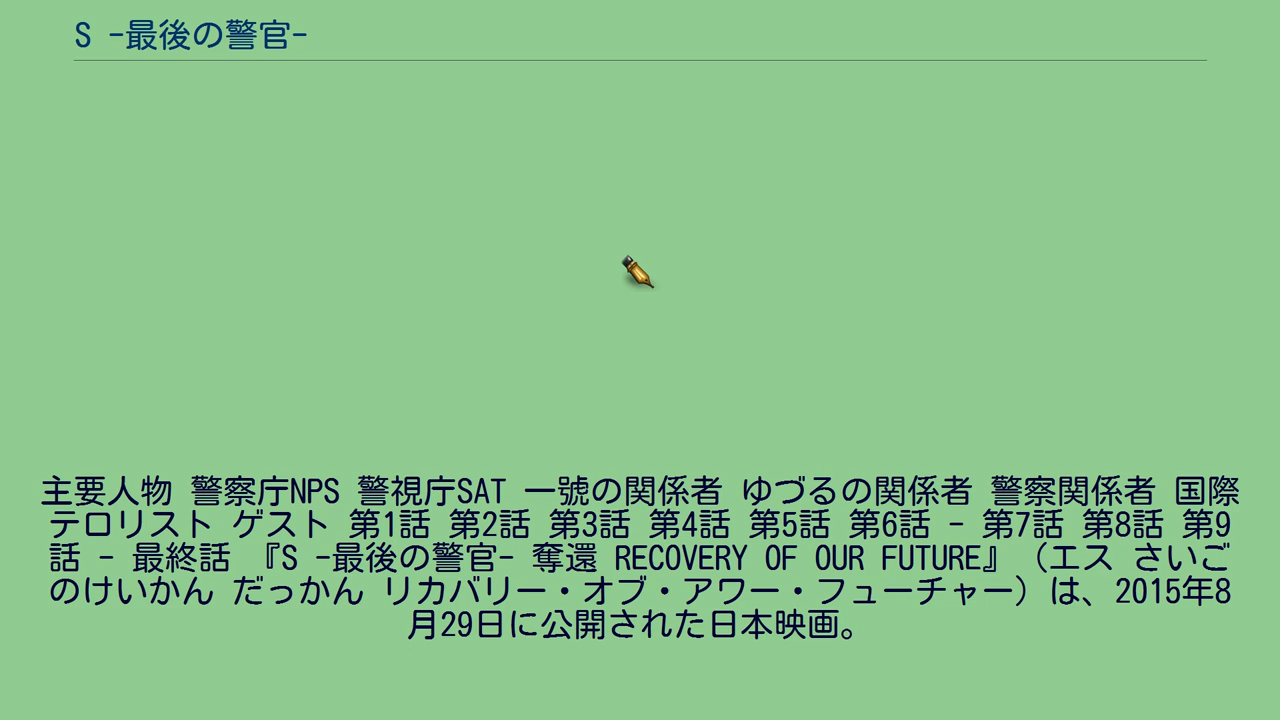 S -最後の警官-
主要人物 警察庁NPS 警視庁SAT 一號の関係者 ゆづるの関係者 警察関係者 国際
テロリスト ゲスト 第1話 第2話 第3話 第4話 第5話 第6話 - 第7話 第8話 第9
話 - 最終話 『S -最後の警官- 奪還 RECOVERY OF OUR FUTURE』（エス さいご
のけいかん だっかん リカバリー・オブ・アワー・フューチャー）は、2015年8
月29日に公開された日本映画。